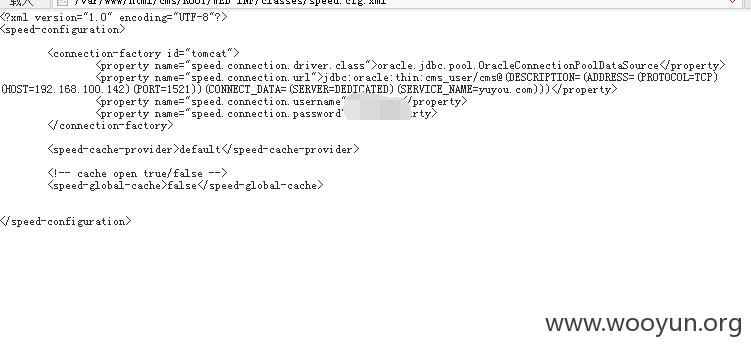 载入 /var/www/html/cms/ROOT/WEB-INF/classes/speed.cfg.xml
<?xml version="1.0" encoding="UTF-8"?>
<speed-configuration>
<connection-factory id="tomcat">
<property name="speed.connection.driver.class">oracle.jdbc.pool.OracleConnectionPoolDataSource</property>
<property name="speed.connection.url">jdbc:oracle:thin:cms_user/cms@(DESCRIPTION=(ADDRESS=(PROTOCOL=TCP)
(HOST=192.168.100.142)(PORT=1521))(CONNECT_DATA=(SERVER=DEDICATED)(SERVICE_NAME=yuyou.com)))</property>
<property name="speed.connection.username" /property>
<property name="speed.connection.password" rty>
</connection-factory>
<speed-cache-provider>default</speed-cache-provider>
<!-- cache open true/false -->
<speed-global-cache>false</speed-global-cache>
</speed-configuration>
www.wooyun.org